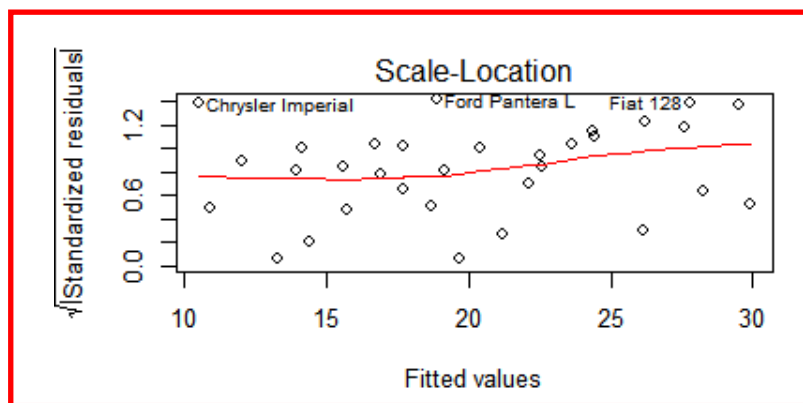 Scale-Location
√|Standardized residuals|
1.2
0.6
0.0
Chrysler Imperial
Ford Pantera L
Fiat 128
10 15 20 25 30
Fitted values